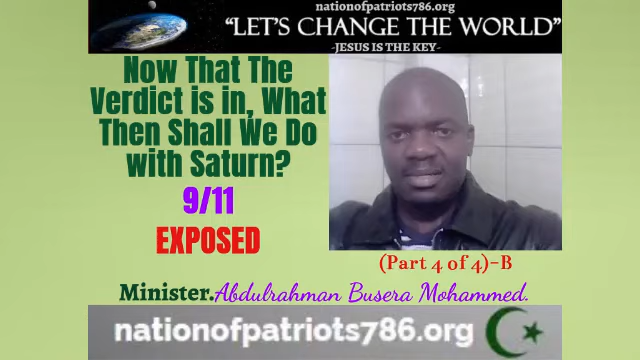 nationofpatriots786.org
“LET'S CHANGE THE WORLD”
-JESUS IS THE KEY-
Now That The
Verdict is in, What
Then Shall We Do
with Saturn?
9/11
EXPOSED
(Part 4 of 4)-B
Minister.Abdulrahman Busera Mohammed.
nationofpatriots786.org